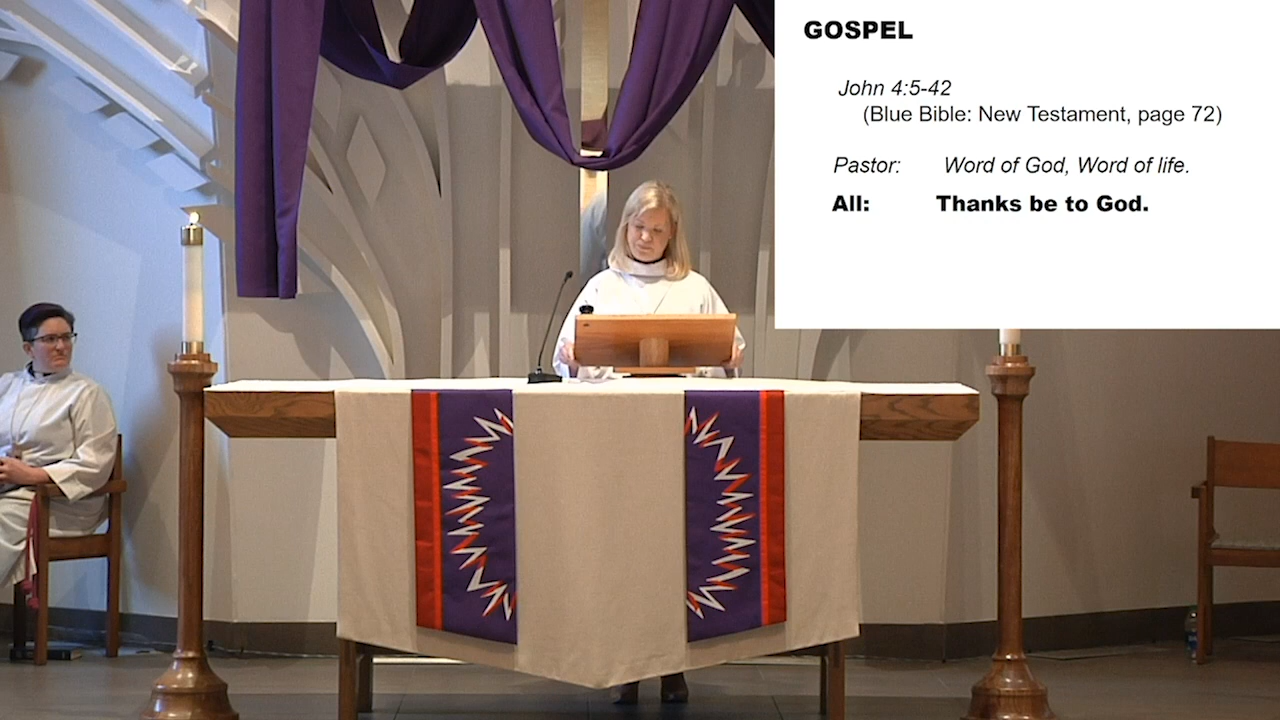 GOSPEL
John 4:5-42
(Blue Bible: New Testament, page 72)
Pastor: Word of God, Word of life.
All: Thanks be to God.